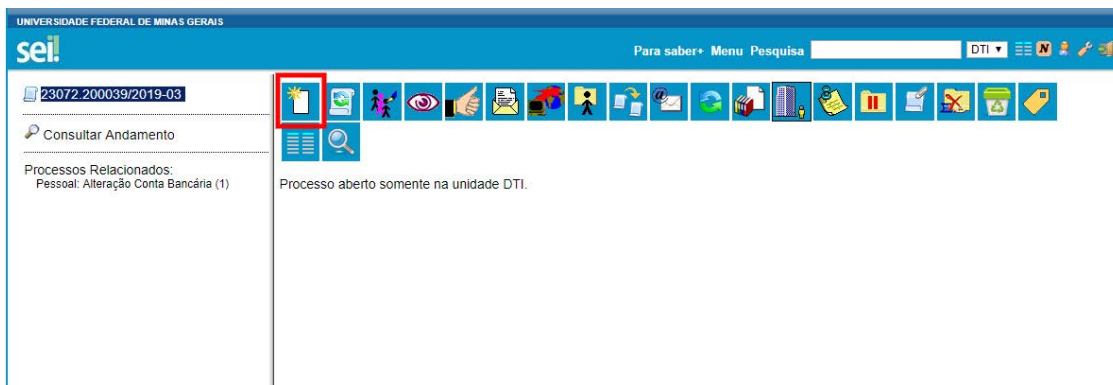 UNIVERSIDADE FEDERAL DE MINAS GERAIS
sei!
Para saber+ Menu Pesquisa
DTI
N
23072.200039/2019-03
Consultar Andamento
Processos Relacionados:
Pessoal: Alteração Conta Bancária (1)
Processo aberto somente na unidade DTI.